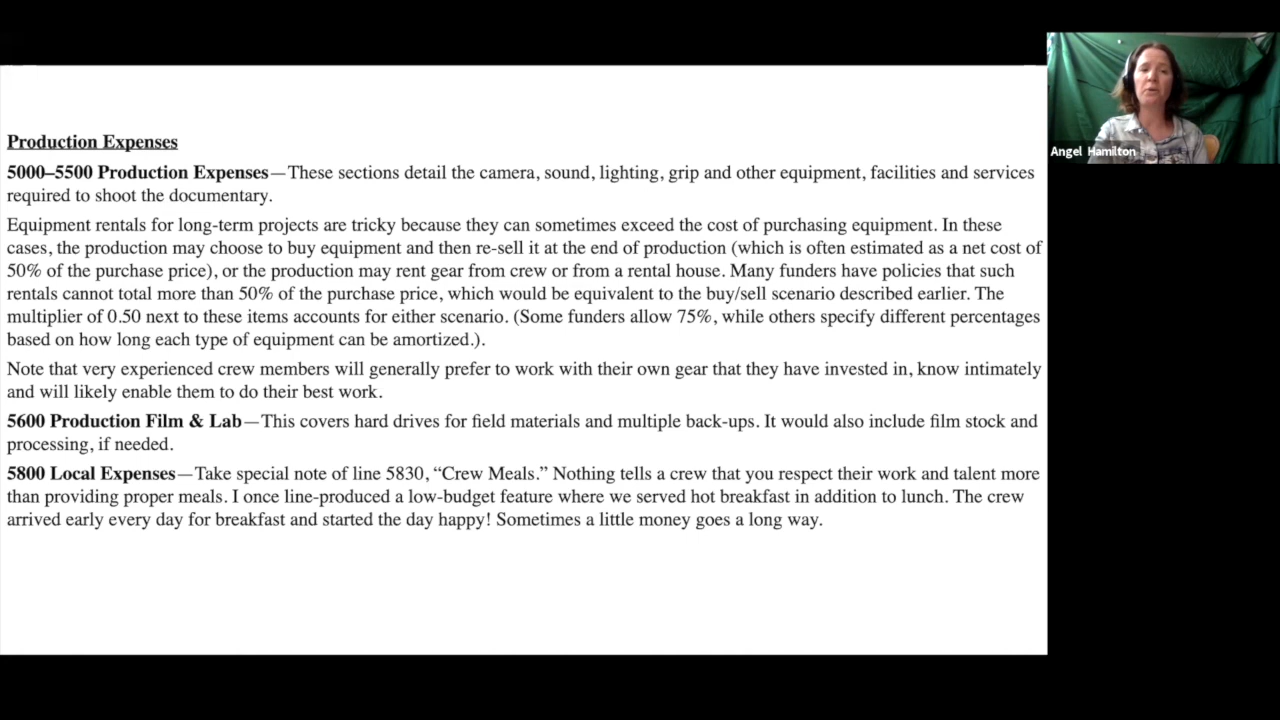 Production Expenses
5000–5500 Production Expenses—These sections detail the camera, sound, lighting, grip and other equipment, facilities and services
required to shoot the documentary.
Equipment rentals for long-term projects are tricky because they can sometimes exceed the cost of purchasing equipment. In these
cases, the production may choose to buy equipment and then re-sell it at the end of production (which is often estimated as a net cost of
50% of the purchase price), or the production may rent gear from crew or from a rental house. Many funders have policies that such
rentals cannot total more than 50% of the purchase price, which would be equivalent to the buy/sell scenario described earlier. The
multiplier of 0.50 next to these items accounts for either scenario. (Some funders allow 75%, while others specify different percentages
based on how long each type of equipment can be amortized.).
Note that very experienced crew members will generally prefer to work with their own gear that they have invested in, know intimately
and will likely enable them to do their best work.
5600 Production Film & Lab—This covers hard drives for field materials and multiple back-ups. It would also include film stock and
processing, if needed.
5800 Local Expenses—Take special note of line 5830, “Crew Meals.” Nothing tells a crew that you respect their work and talent more
than providing proper meals. I once line-produced a low-budget feature where we served hot breakfast in addition to lunch. The crew
arrived early every day for breakfast and started the day happy! Sometimes a little money goes a long way.
Angel Hamilton